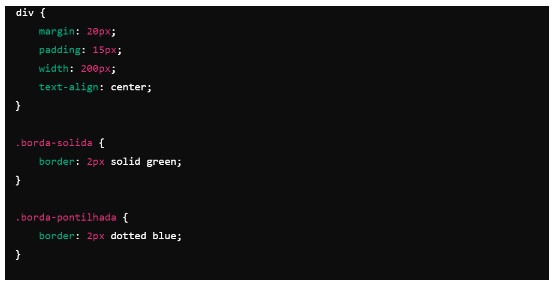 div {
    margin: 20px;
    padding: 15px;
    width: 200px;
    text-align: center;
}

.borda-solida {
    border: 2px solid green;
}

.borda-pontilhada {
    border: 2px dotted blue;
}